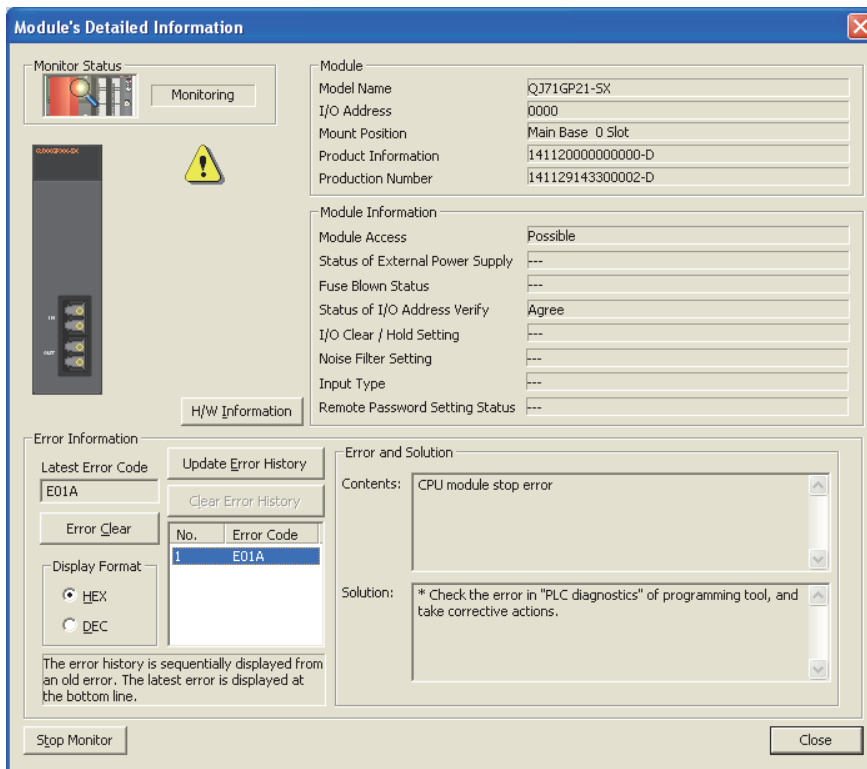 Module's Detailed Information
Monitor Status
Monitoring
Module
Model Name QJ71GP21-SX
I/O Address 0000
Mount Position Main Base 0 Slot
Product Information 141120000000000-D
Production Number 141129143300002-D
IN
OUT
Module Information
Module Access Possible
Status of External Power Supply ---
Fuse Blown Status ---
Status of I/O Address Verify Agree
I/O Clear / Hold Setting ---
Noise Filter Setting ---
Input Type ---
Remote Password Setting Status ---
H/W Information
Error Information
Latest Error Code
E01A
Error Clear
Display Format
HEX
DEC
Update Error History
Clear Error History
No. Error Code
1 E01A
The error history is sequentially displayed from
an old error. The latest error is displayed at
the bottom line.
Error and Solution
Contents: CPU module stop error
Solution: * Check the error in "PLC diagnostics" of programming tool, and
take corrective actions.
Stop Monitor
Close